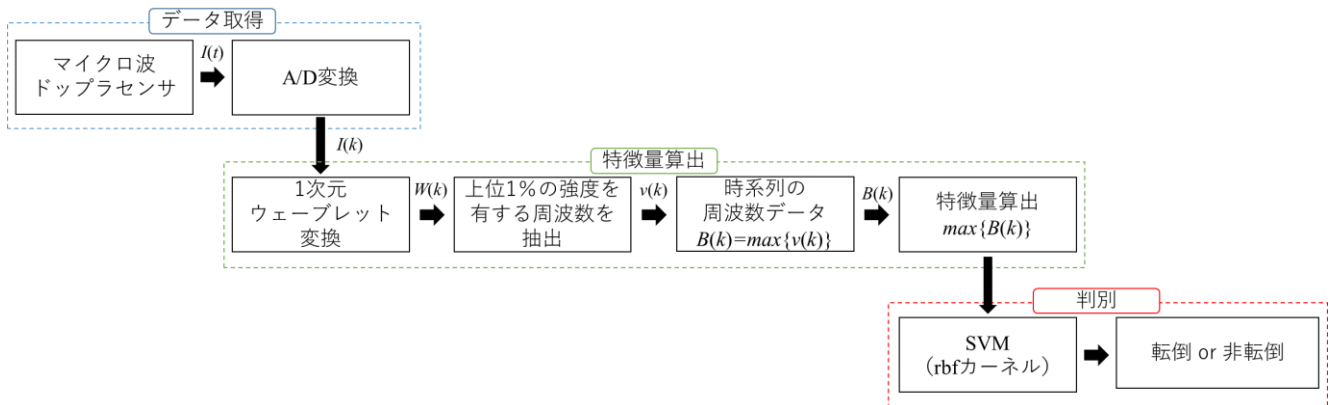 データ取得
マイクロ波
ドップラセンサ
I(t)
A/D変換
I(k)
特徴量算出
1次元
ウェーブレット
変換
W(k)
上位1%の強度を
有する周波数を
抽出
v(k)
時系列の
周波数データ
B(k)=max{v(k)}
B(k)
特徴量算出
max{B(k)}
判別
SVM
（rbfカーネル）
転倒 or 非転倒